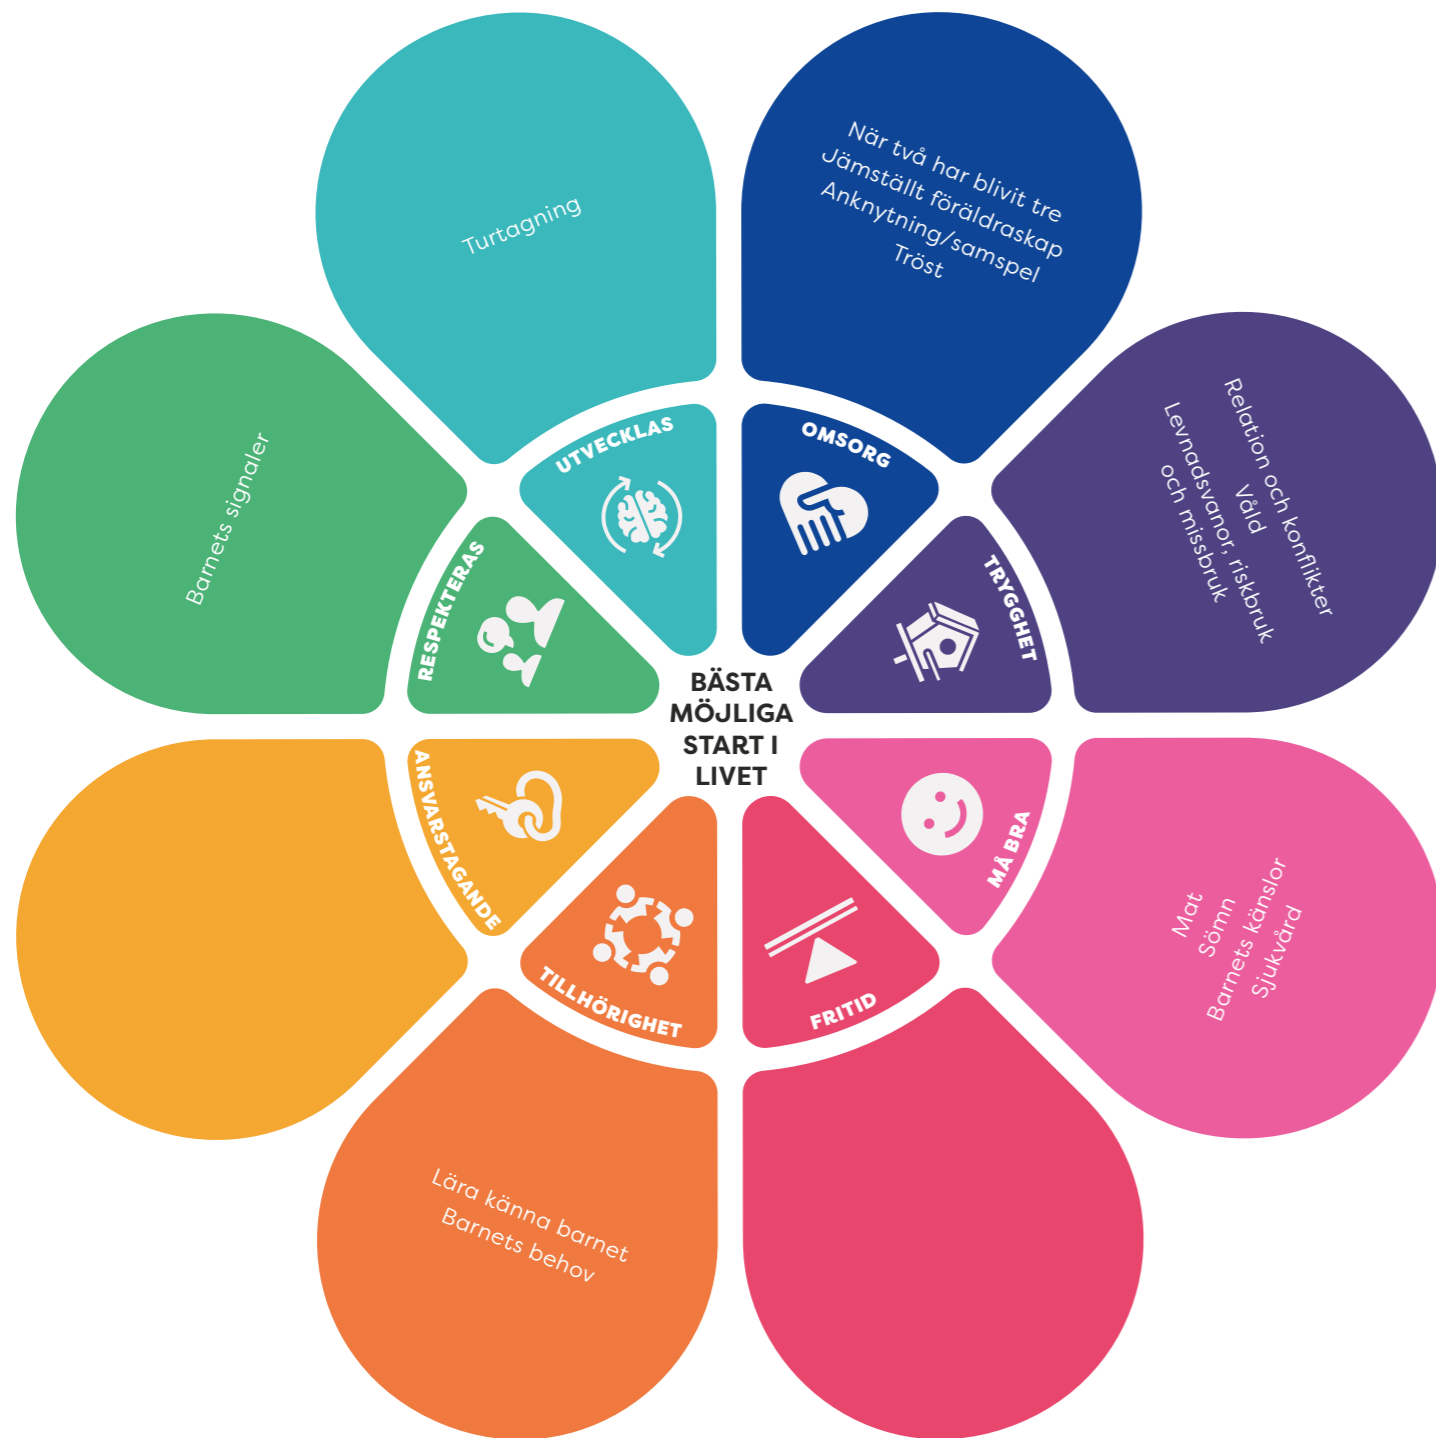 När två har blivit tre
Jämställt föräldraskap
Anknytning/samspel
Tröst
OMSORG
Relation och konflikter
Våld
Levnadsvanor, riskbruk
och missbruk
TRYGGHET
Mat
Sömn
Barnets känslor
Sjukvård
MÅ BRA
FRITID
Lära känna barnet
Barnets behov
TILLHÖRIGHET
ANSVARSTAGANDE
Barnets signaler
RESPEKTERAS
Turtagning
UTVECKLAS
BÄSTA
MÖJLIGA
START I
LIVET